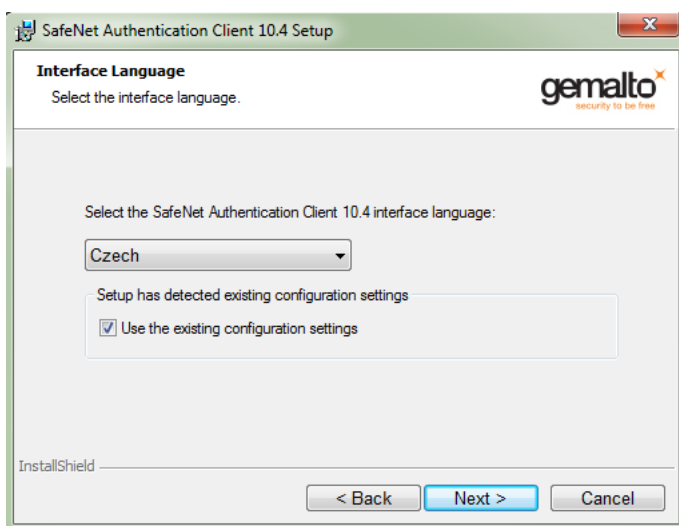 SafeNet Authentication Client 10.4 Setup
X
Interface Language
Select the interface language.
gemalto
security to be free
Select the SafeNet Authentication Client 10.4 interface language:
Czech
Setup has detected existing configuration settings
Use the existing configuration settings
InstallShield
< Back Next > Cancel